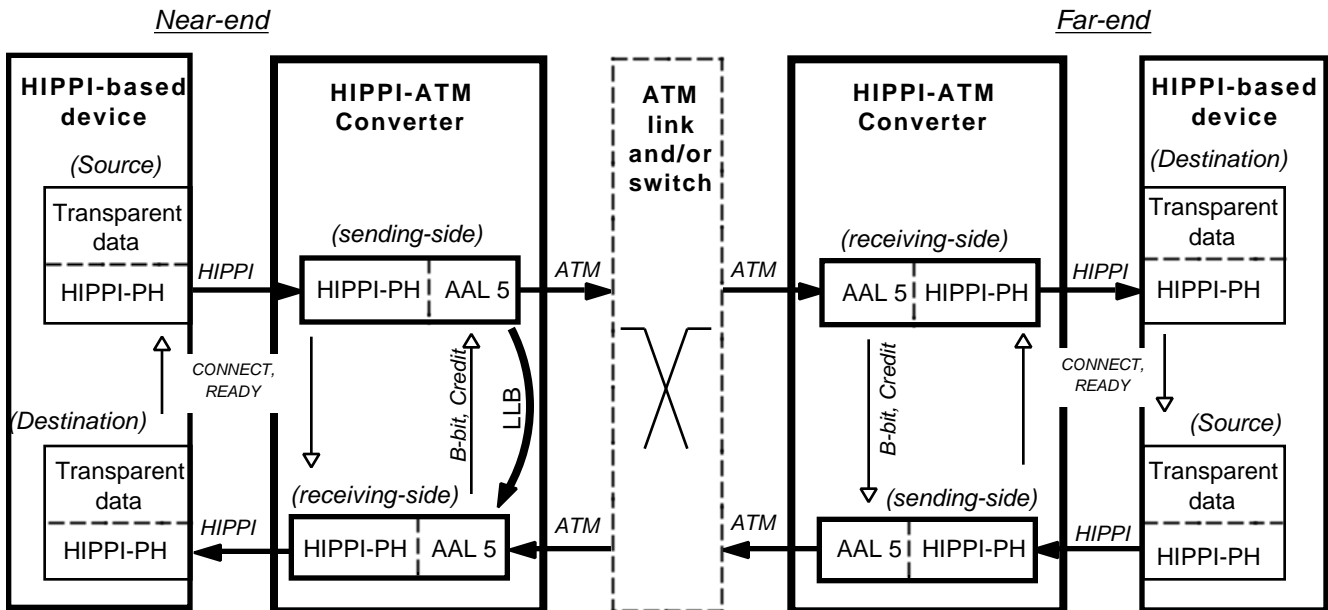 Near-end
Far-end
HIPPI-based
device
HIPPI-ATM
Converter
ATM
link
and/or
switch
HIPPI-ATM
Converter
HIPPI-based
device
(Source)
Transparent
data
HIPPI-PH
HIPPI
(sending-side)
HIPPI-PH
AAL 5
ATM
ATM
(receiving-side)
AAL 5
HIPPI-PH
HIPPI
(Destination)
Transparent
data
HIPPI-PH
CONNECT,
READY
B-bit, Credit
LLB
B-bit, Credit
CONNECT,
READY
(Destination)
Transparent
data
HIPPI-PH
HIPPI
(receiving-side)
HIPPI-PH
AAL 5
ATM
ATM
(sending-side)
AAL 5
HIPPI-PH
HIPPI
(Source)
Transparent
data
HIPPI-PH